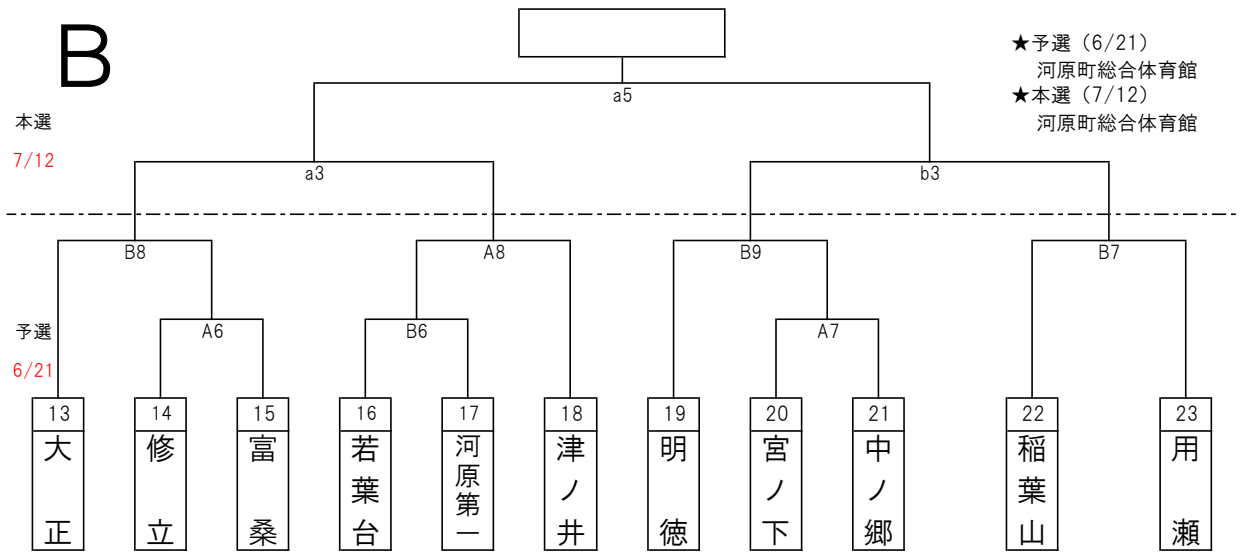 B
★予選（6/21）
河原町総合体育館
★本選（7/12）
河原町総合体育館
a5
本選
7/12
a3
b3
B8
A8
B9
B7
予選
6/21
A6
B6
A7
13
14
15
16
17
18
19
20
21
22
23
大正
修立
富桑
若葉台
河原第一
津ノ井
明徳
宮ノ下
中ノ郷
稲葉山
用瀬